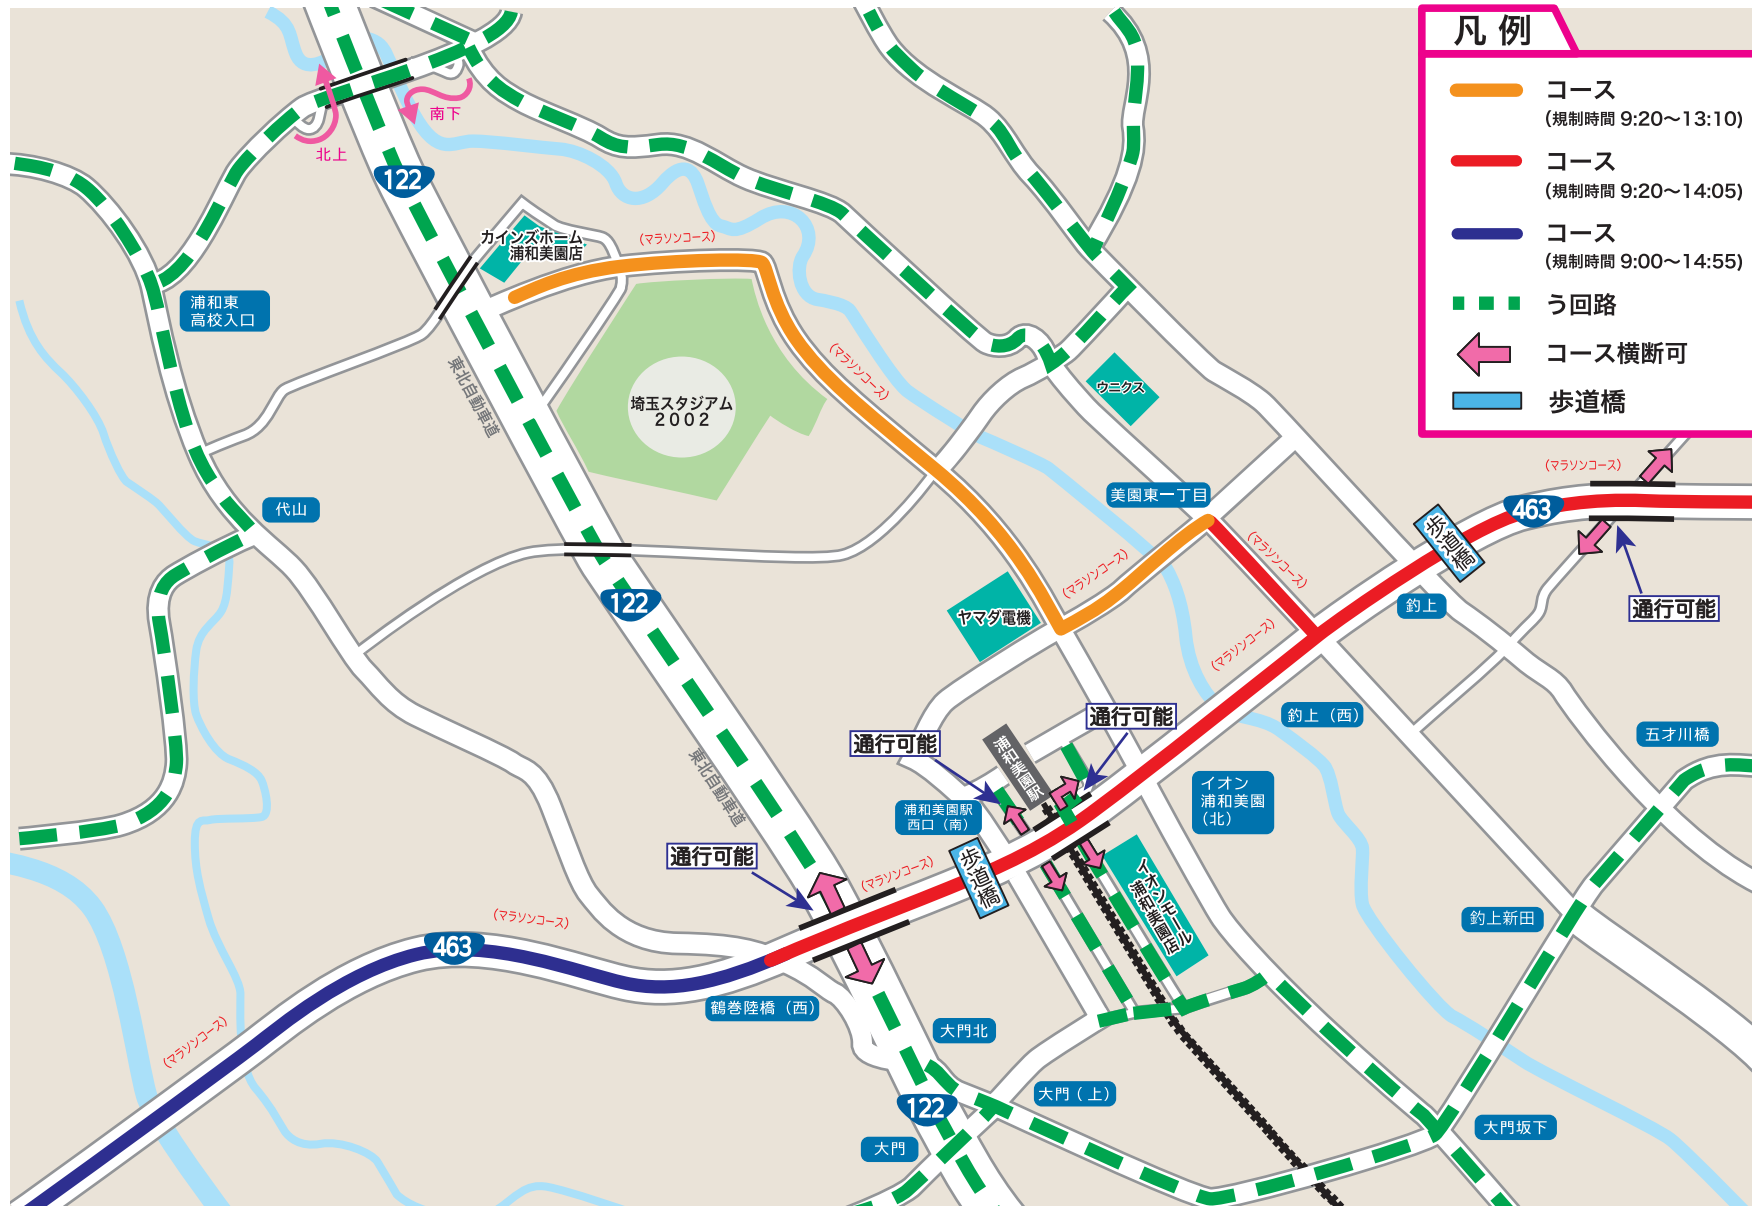 凡例
コース
(規制時間 9:20～13:10)
コース
(規制時間 9:20～14:05)
コース
(規制時間 9:00～14:55)
う回路
コース横断可
歩道橋
南下
北上
122
カインズホーム
浦和美園店
(マラソンコース)
浦和東
高校入口
東北自動車道
埼玉スタジアム
2002
(マラソンコース)
ウニクス
(マラソンコース)
463
歩道橋
美園東一丁目
代山
(マラソンコース)
(マラソンコース)
通行可能
釣上
122
ヤマダ電機
(マラソンコース)
通行可能
釣上（西）
通行可能
浦和美園駅
五才川橋
東北自動車道
イオン
浦和美園
（北）
浦和美園駅
西口（南）
通行可能
(マラソンコース)
歩道橋
イオンモール
浦和美園店
(マラソンコース)
463
釣上新田
鶴巻陸橋（西）
大門北
(マラソンコース)
大門（上）
122
大門
大門坂下